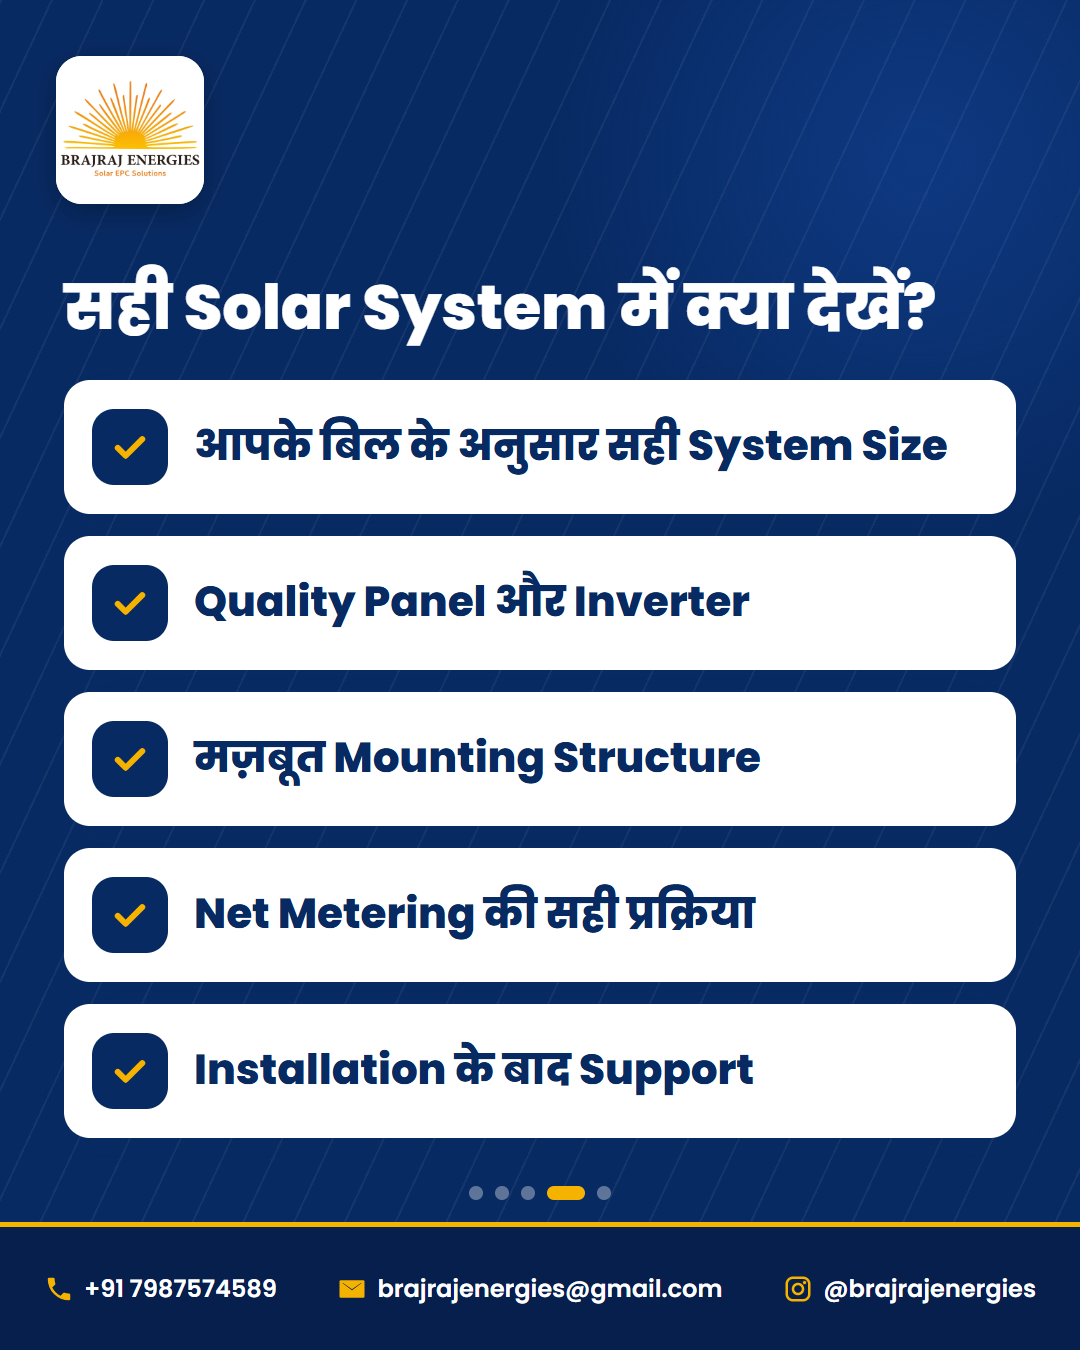 BRAJRAJ ENERGIES
Solar EPC Solutions
सही Solar System में क्या देखें?
आपके बिल के अनुसार सही System Size
Quality Panel और Inverter
मज़बूत Mounting Structure
Net Metering की सही प्रक्रिया
Installation के बाद Support
+91 7987574589
brajrajenergies@gmail.com
@brajrajenergies